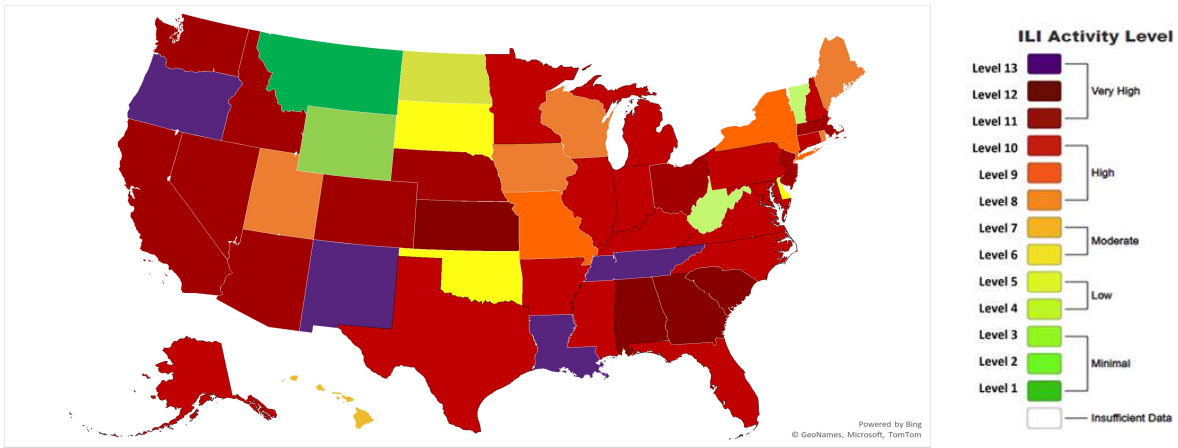 ILI Activity Level
Level 13
Level 12
Very High
Level 11
Level 10
Level 9
High
Level 8
Level 7
Moderate
Level 6
Level 5
Low
Level 4
Level 3
Level 2
Minimal
Level 1
Insufficient Data
Powered by Bing
© GeoNames, Microsoft, TomTom